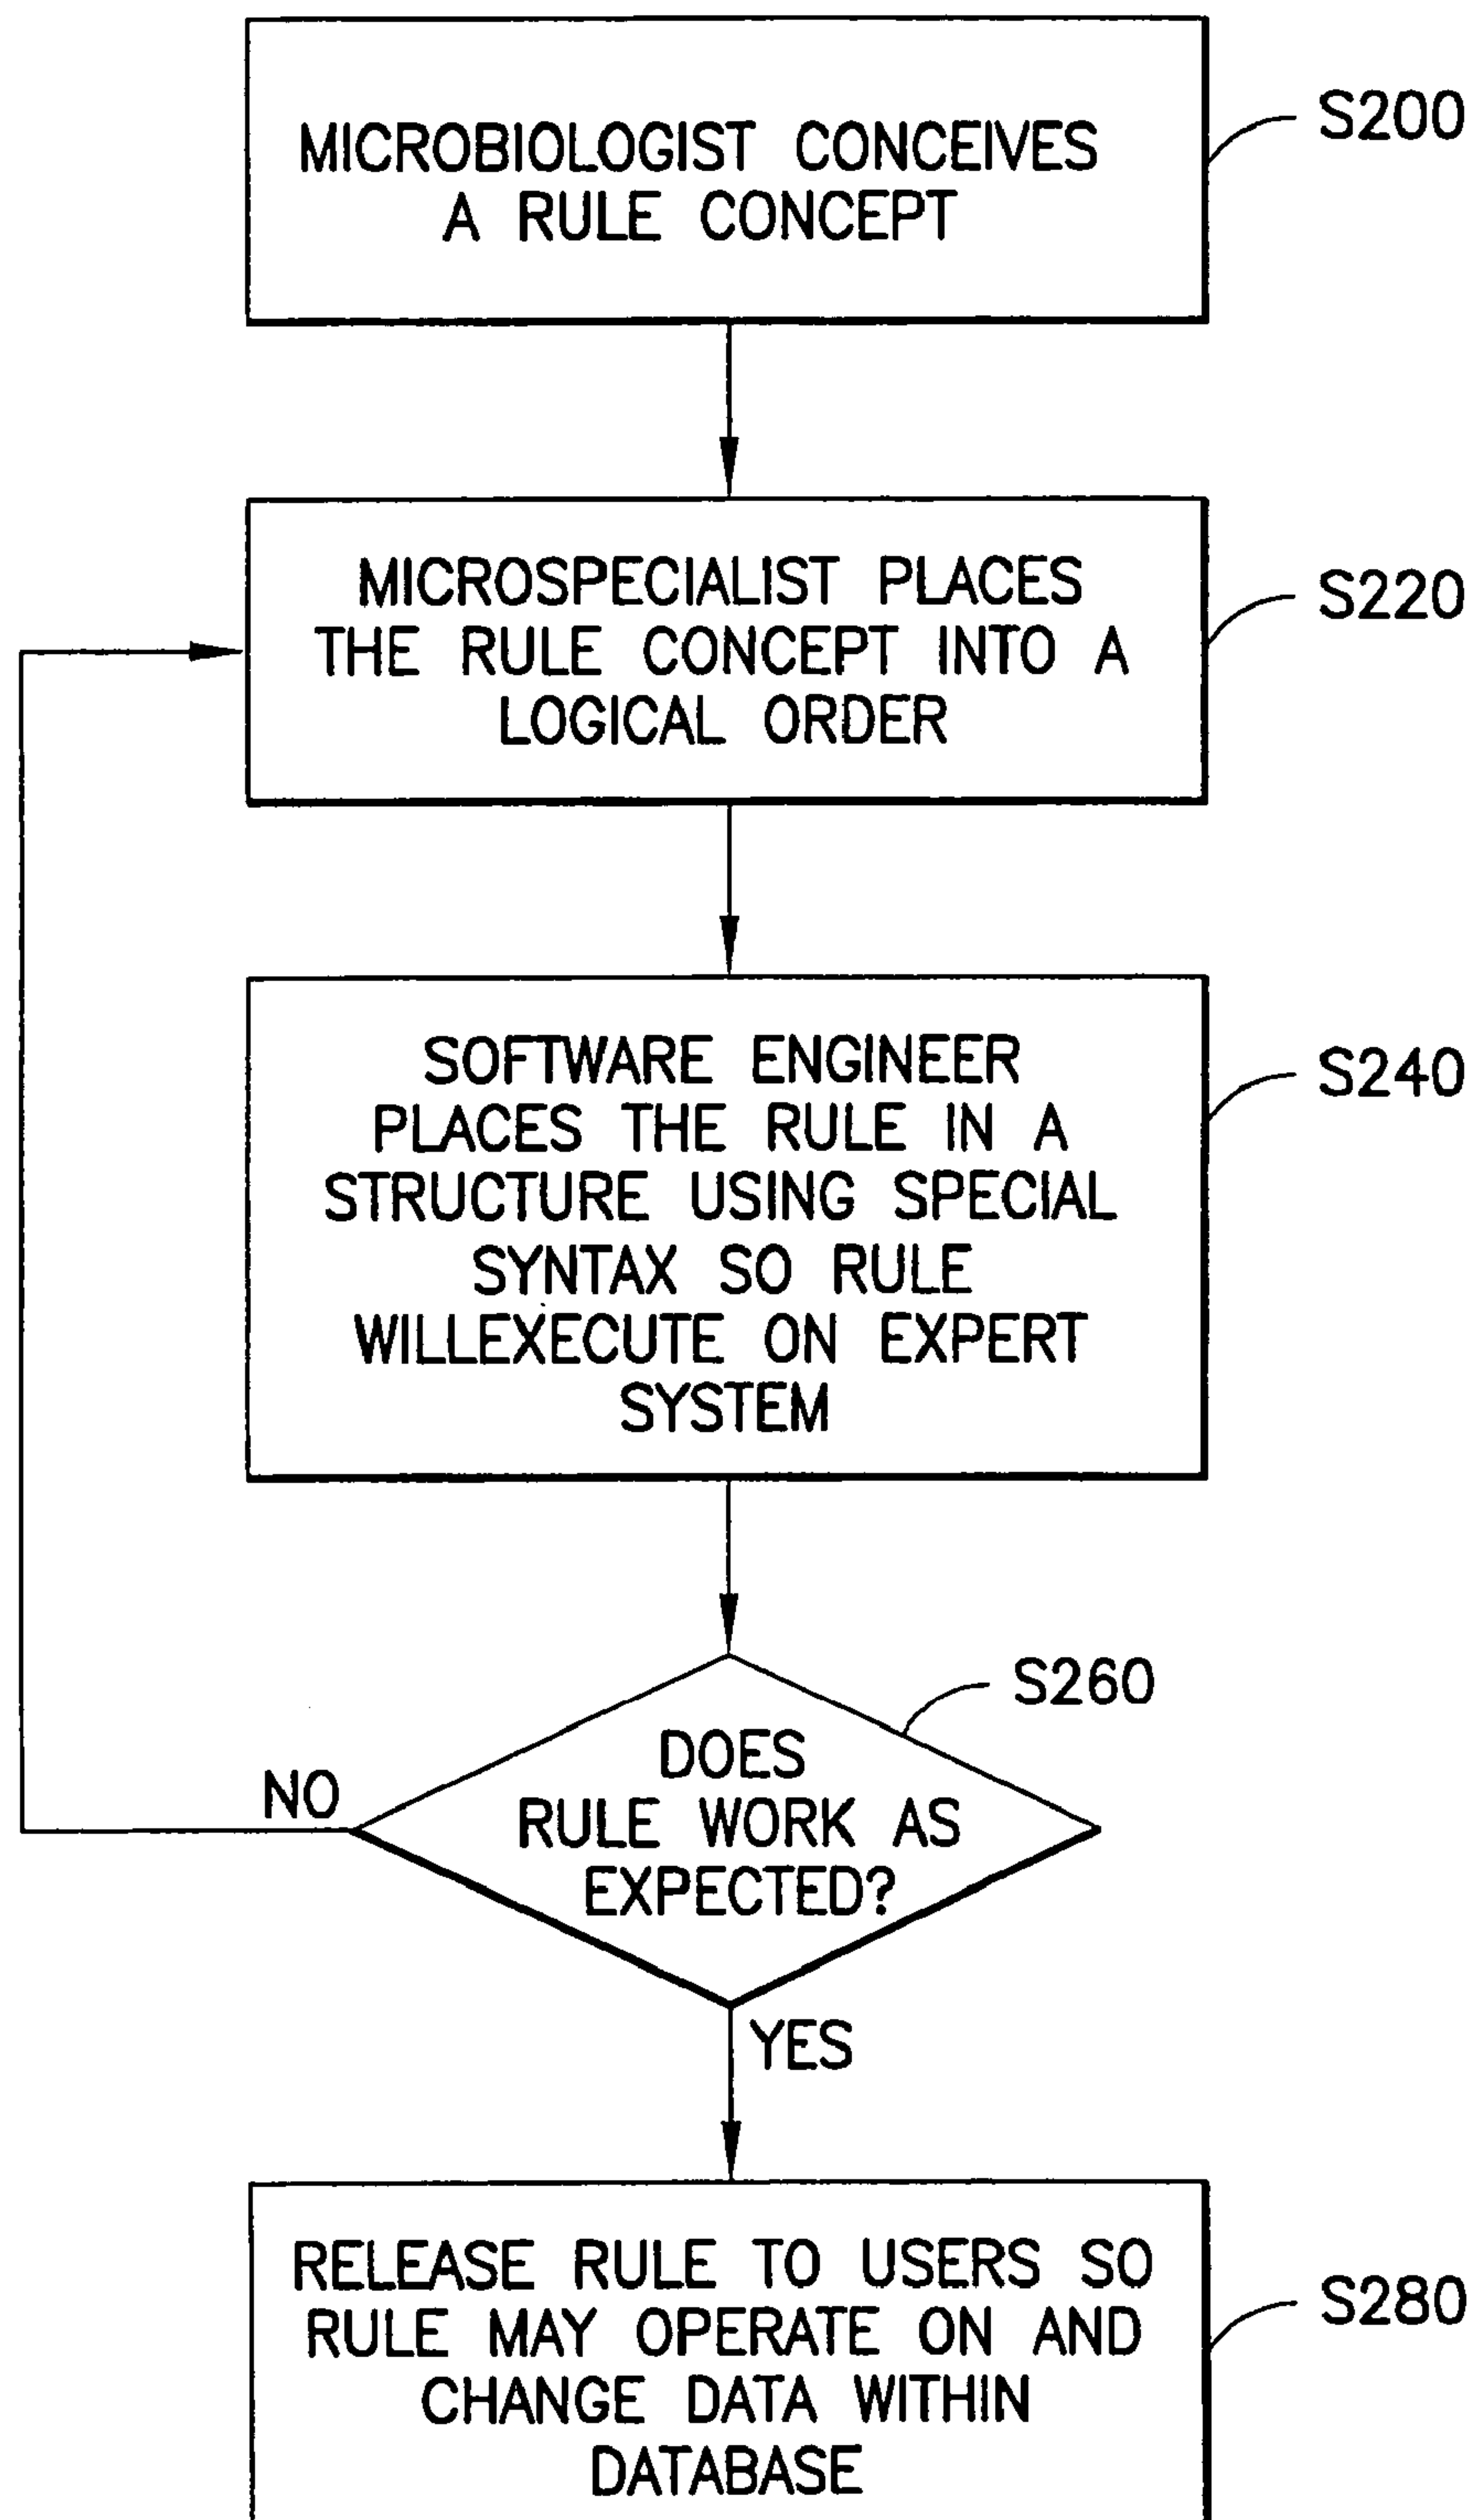 MICROBIOLOGIST CONCEIVES
A RULE CONCEPT
S200
MICROSPECIALIST PLACES
THE RULE CONCEPT INTO A
LOGICAL ORDER
S220
SOFTWARE ENGINEER
PLACES THE RULE IN A
STRUCTURE USING SPECIAL
SYNTAX SO RULE
WILLEXECUTE ON EXPERT
SYSTEM
S240
DOES
RULE WORK AS
EXPECTED?
S260
NO
YES
RELEASE RULE TO USERS SO
RULE MAY OPERATE ON AND
CHANGE DATA WITHIN
DATABASE
S280